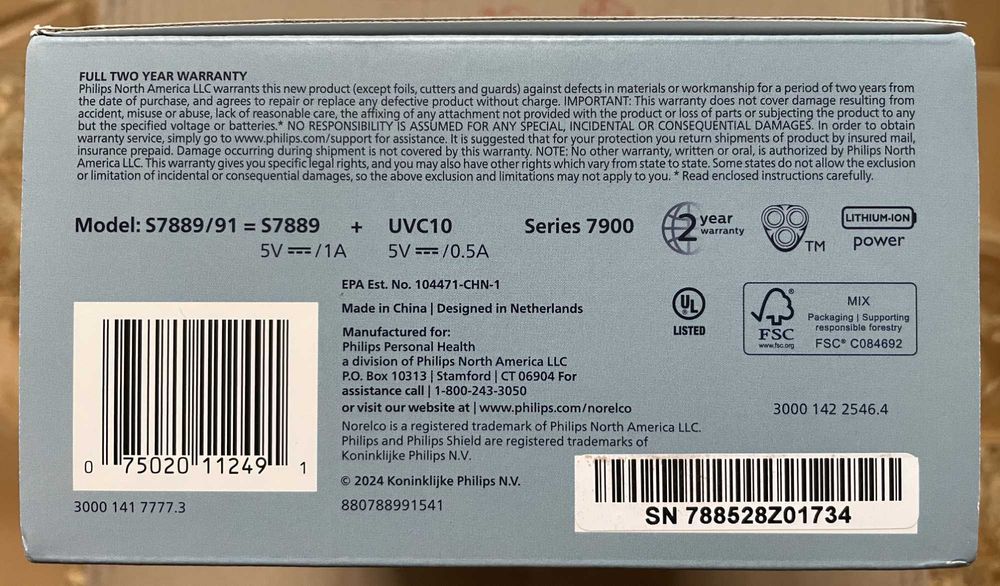 FULL TWO YEAR WARRANTY
Philips North America LLC warrants this new product (except foils, cutters and guards) against defects in materials or workmanship for a period of two years from
the date of purchase, and agrees to repair or replace any defective product without charge. IMPORTANT: This warranty does not cover damage resulting from
accident, misuse or abuse, lack of reasonable care, the affixing of any attachment not provided with the product or loss of parts or subjecting the product to any
but the specified voltage or batteries.* NO RESPONSIBILITY IS ASSUMED FOR ANY SPECIAL, INCIDENTAL OR CONSEQUENTIAL DAMAGES. In order to obtain
warranty service, simply go to www.philips.com/support for assistance. It is suggested that for your protection you return shipments of product by insured mail,
insurance prepaid. Damage occurring during shipment is not covered by this warranty. NOTE: No other warranty, written or oral, is authorized by Philips North
America LLC. This warranty gives you specific legal rights, and you may also have other rights which vary from state to state. Some states do not allow the exclusion
or limitation of incidental or consequential damages, so the above exclusion and limitations may not apply to you. * Read enclosed instructions carefully.
Model: S7889/91 = S7889 + UVC10 Series 7900
5V ⎓/1A 5V ⎓/0.5A
2 year
warranty
TM
LITHIUM-ION
power
EPA Est. No. 104471-CHN-1
Made in China | Designed in Netherlands
Manufactured for:
Philips Personal Health
a division of Philips North America LLC
P.O. Box 10313 | Stamford | CT 06904 For
assistance call | 1-800-243-3050
or visit our website at | www.philips.com/norelco
Norelco is a registered trademark of Philips North America LLC.
Philips and Philips Shield are registered trademarks of
Koninklijke Philips N.V.
© 2024 Koninklijke Philips N.V.
880788991541
UL
LISTED
®
FSC
www.fsc.org
MIX
Packaging | Supporting
responsible forestry
FSC® C084692
3000 142 2546.4
0 75020 11249 1
3000 141 7777.3
SN 788528Z01734